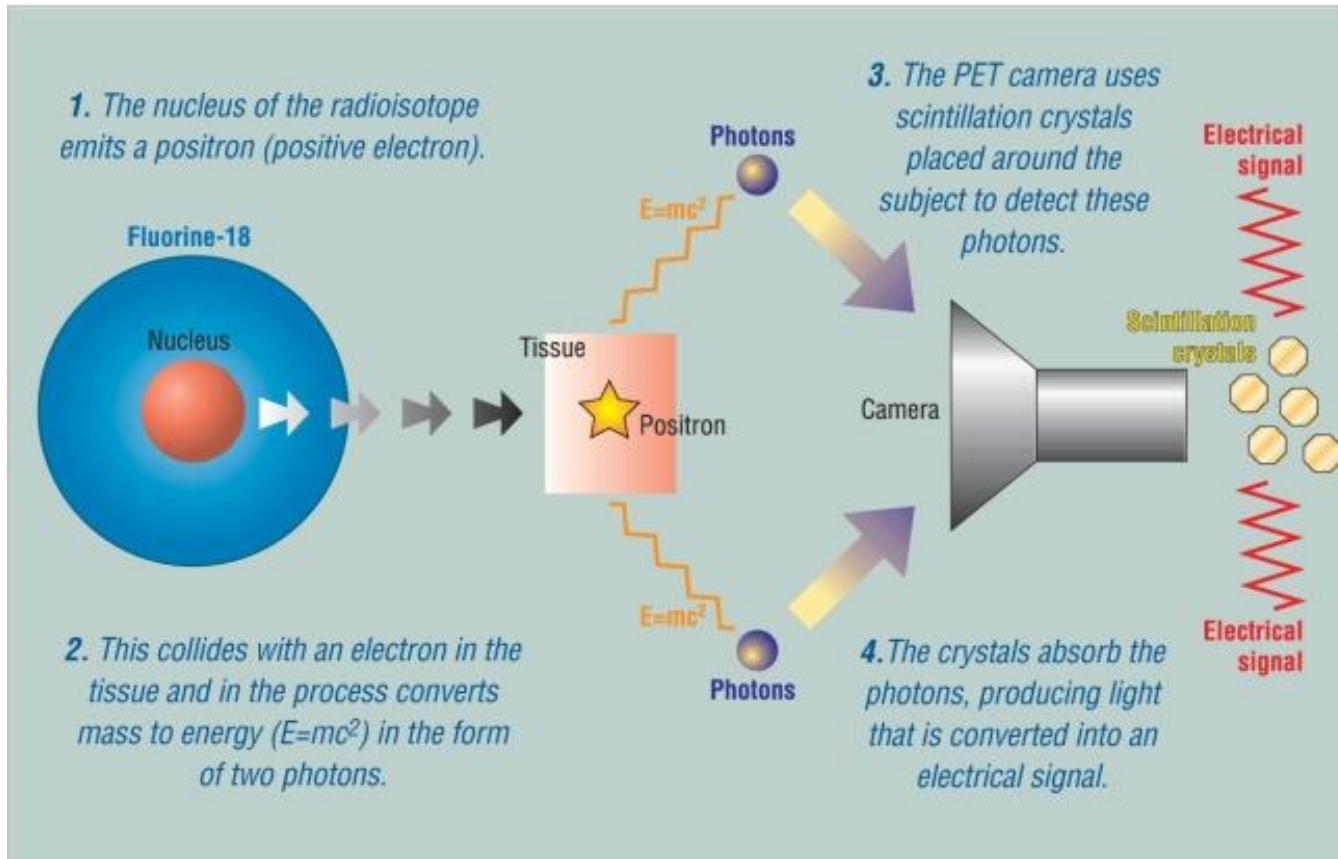 1. The nucleus of the radioisotope
emits a positron (positive electron).
Fluorine-18
Nucleus
2. This collides with an electron in the
tissue and in the process converts
mass to energy (E=mc²) in the form
of two photons.
Photons
E=mc²
Tissue
Positron
E=mc²
Photons
3. The PET camera uses
scintillation crystals
placed around the
subject to detect these
photons.
Camera
4.The crystals absorb the
photons, producing light
that is converted into an
electrical signal.
Electrical
signal
Scintillation
crystals
Electrical
signal